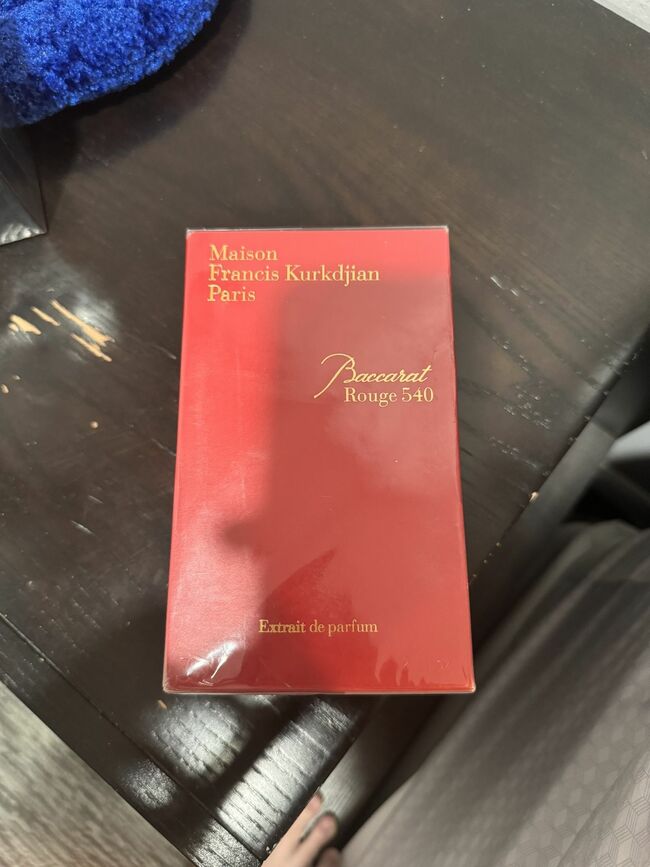 Maison
Francis Kurkdjian
Paris
Baccarat
Rouge 540
Extrait de parfum